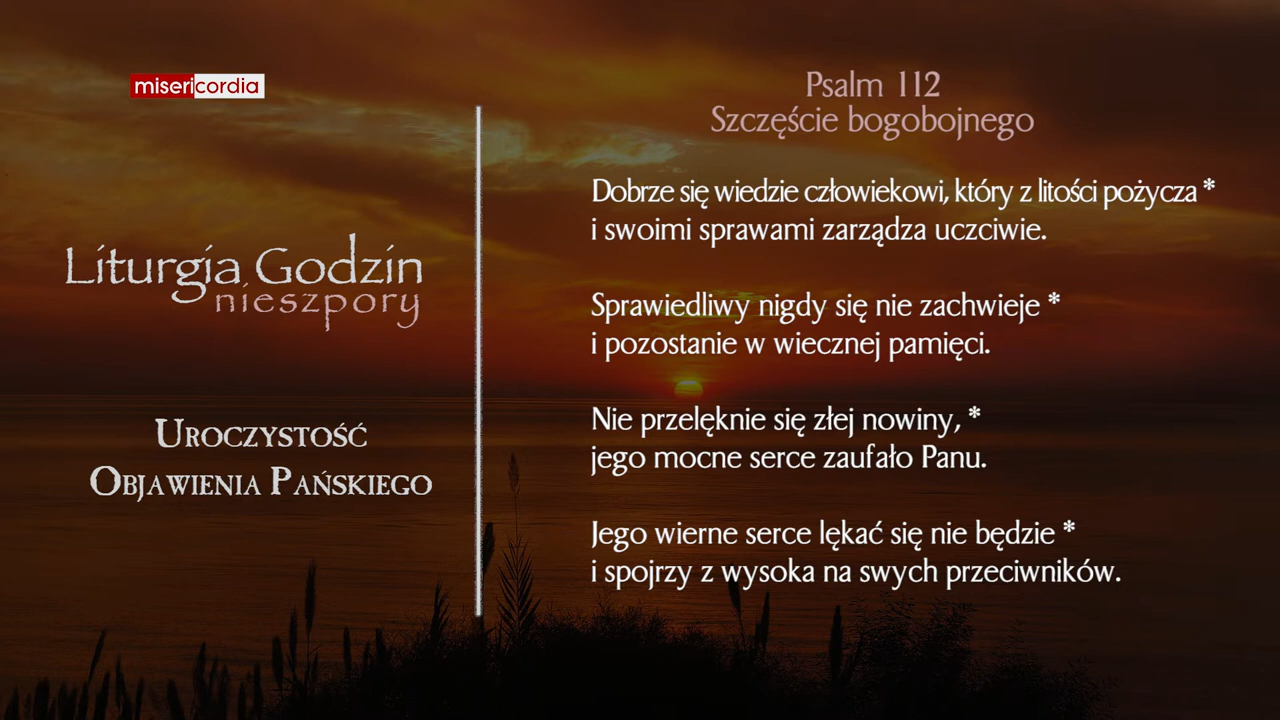 misericordia
Liturgia Godzin
nieszpory
Uroczystość
Objawienia Pańskiego
Psalm 112
Szczęście bogobojnego
Dobrze się wiedzie człowiekowi, który z litości pożycza *
i swoimi sprawami zarządza uczciwie.
Sprawiedliwy nigdy się nie zachwieje *
i pozostanie w wiecznej pamięci.
Nie przelęknie się złej nowiny, *
jego mocne serce zaufało Panu.
Jego wierne serce lękać się nie będzie *
i spojrzy z wysoka na swych przeciwników.